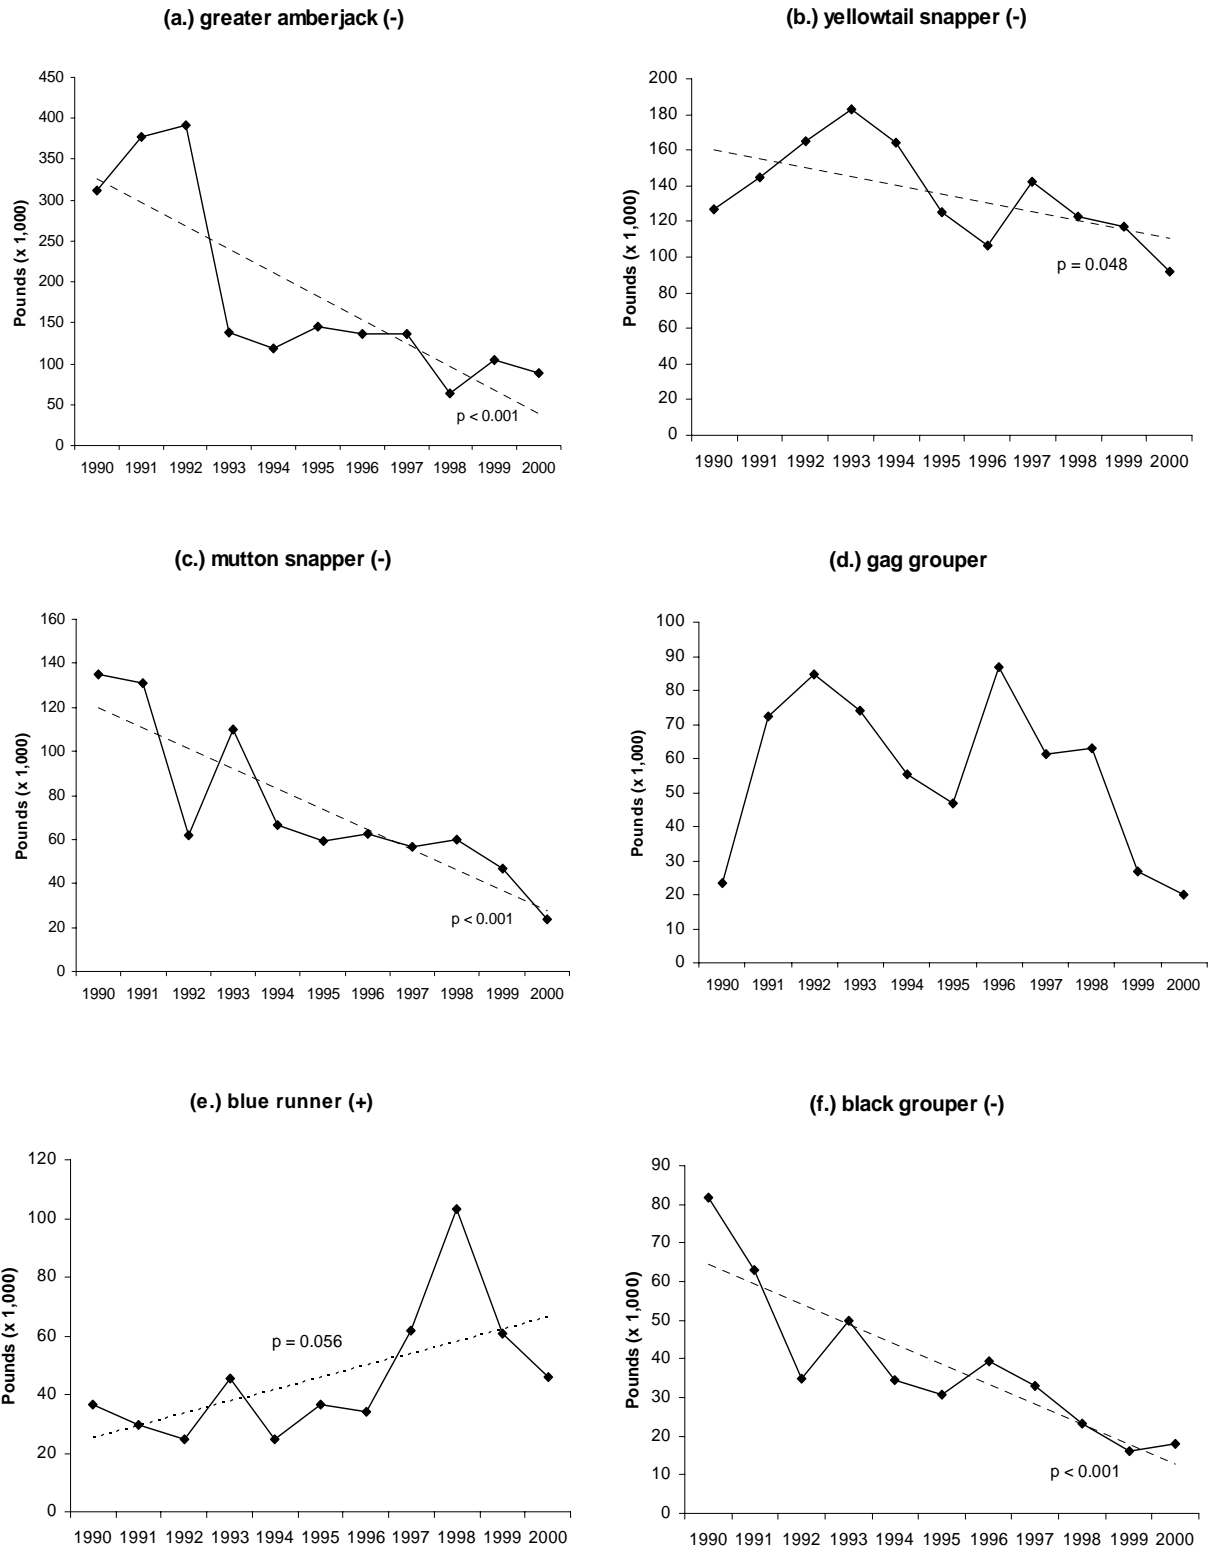 (a.) greater amberjack (-)
450
400
350
300
250
200
150
100
50
0
Pounds (x 1,000)
p < 0.001
1990 1991 1992 1993 1994 1995 1996 1997 1998 1999 2000
(b.) yellowtail snapper (-)
200
180
160
140
120
100
80
60
40
20
0
Pounds (x 1,000)
p = 0.048
1990 1991 1992 1993 1994 1995 1996 1997 1998 1999 2000
(c.) mutton snapper (-)
160
140
120
100
80
60
40
20
0
Pounds (x 1,000)
p < 0.001
1990 1991 1992 1993 1994 1995 1996 1997 1998 1999 2000
(d.) gag grouper
100
90
80
70
60
50
40
30
20
10
0
Pounds (x 1,000)
1990 1991 1992 1993 1994 1995 1996 1997 1998 1999 2000
(e.) blue runner (+)
120
100
80
60
40
20
0
Pounds (x 1,000)
p = 0.056
1990 1991 1992 1993 1994 1995 1996 1997 1998 1999 2000
(f.) black grouper (-)
90
80
70
60
50
40
30
20
10
0
Pounds (x 1,000)
p < 0.001
1990 1991 1992 1993 1994 1995 1996 1997 1998 1999 2000